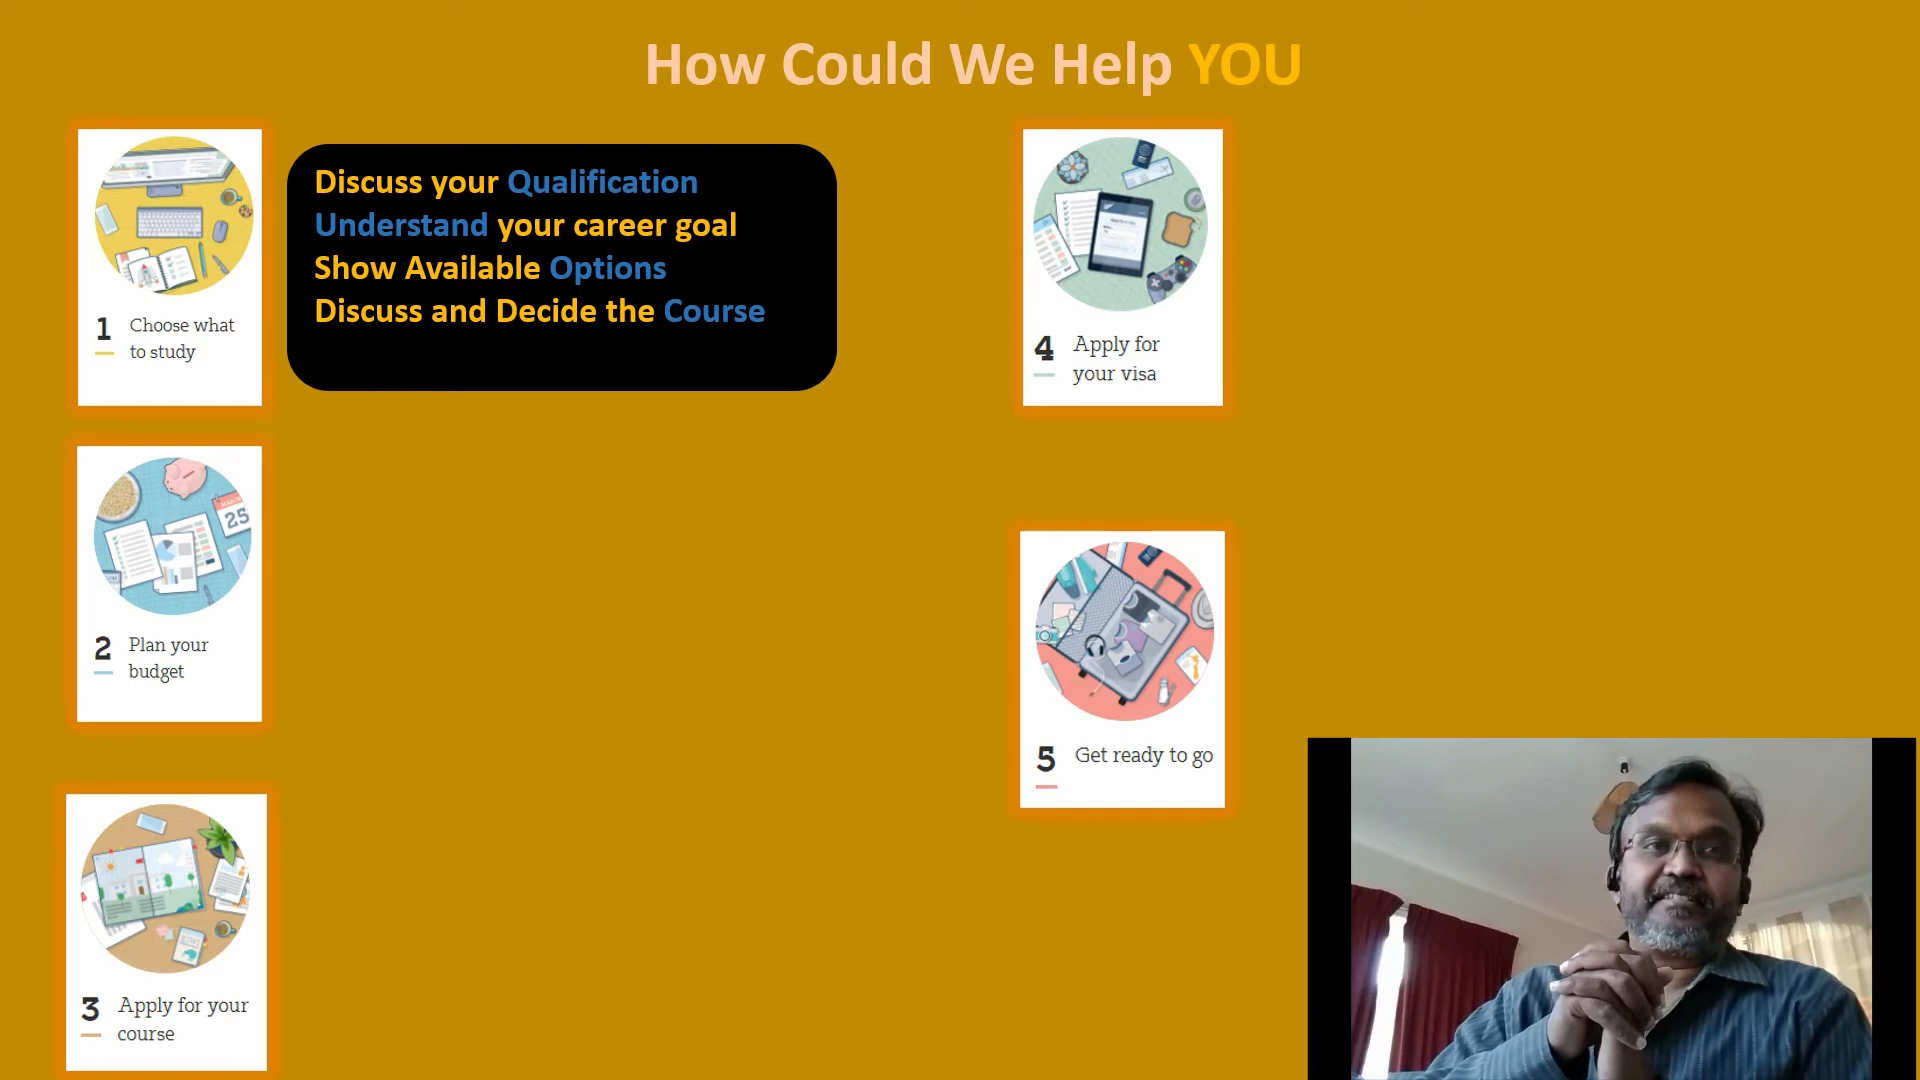 How Could We Help YOU
Discuss your Qualification
Understand your career goal
Show Available Options
Discuss and Decide the Course
1 Choose what
to study
25
2 Plan your
budget
3 Apply for your
course
4 Apply for
your visa
5 Get ready to go